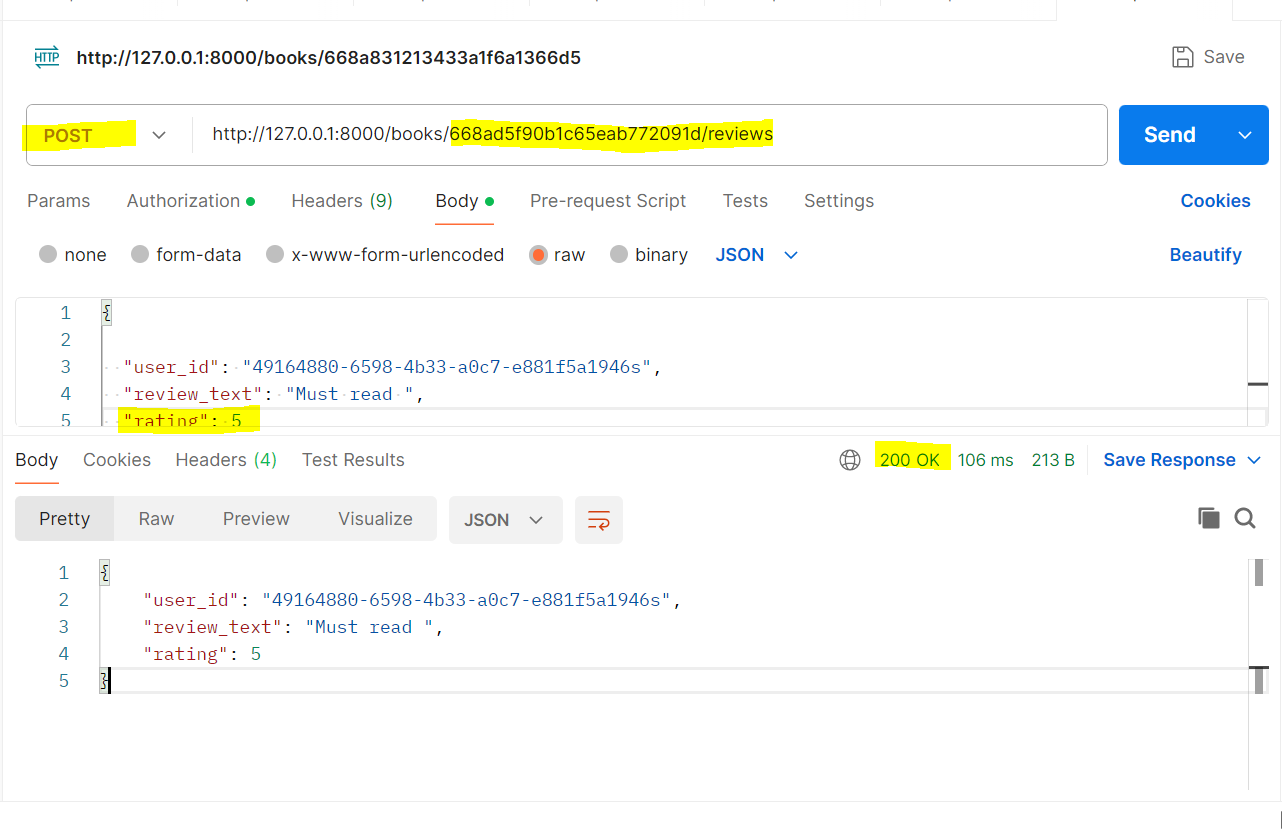 HTTP http://127.0.0.1:8000/books/668a831213433a1f6a1366d5 Save
POST http://127.0.0.1:8000/books/668ad5f90b1c65eab772091d/reviews Send
Params Authorization Headers (9) Body Pre-request Script Tests Settings Cookies
none form-data x-www-form-urlencoded raw binary JSON Beautify
1 {
2
3 "user_id": "49164880-6598-4b33-a0c7-e881f5a1946s",
4 "review_text": "Must read ",
5 "rating": 5
Body Cookies Headers (4) Test Results 200 OK 106 ms 213 B Save Response
Pretty Raw Preview Visualize JSON
1 {
2 "user_id": "49164880-6598-4b33-a0c7-e881f5a1946s",
3 "review_text": "Must read ",
4 "rating": 5
5 }